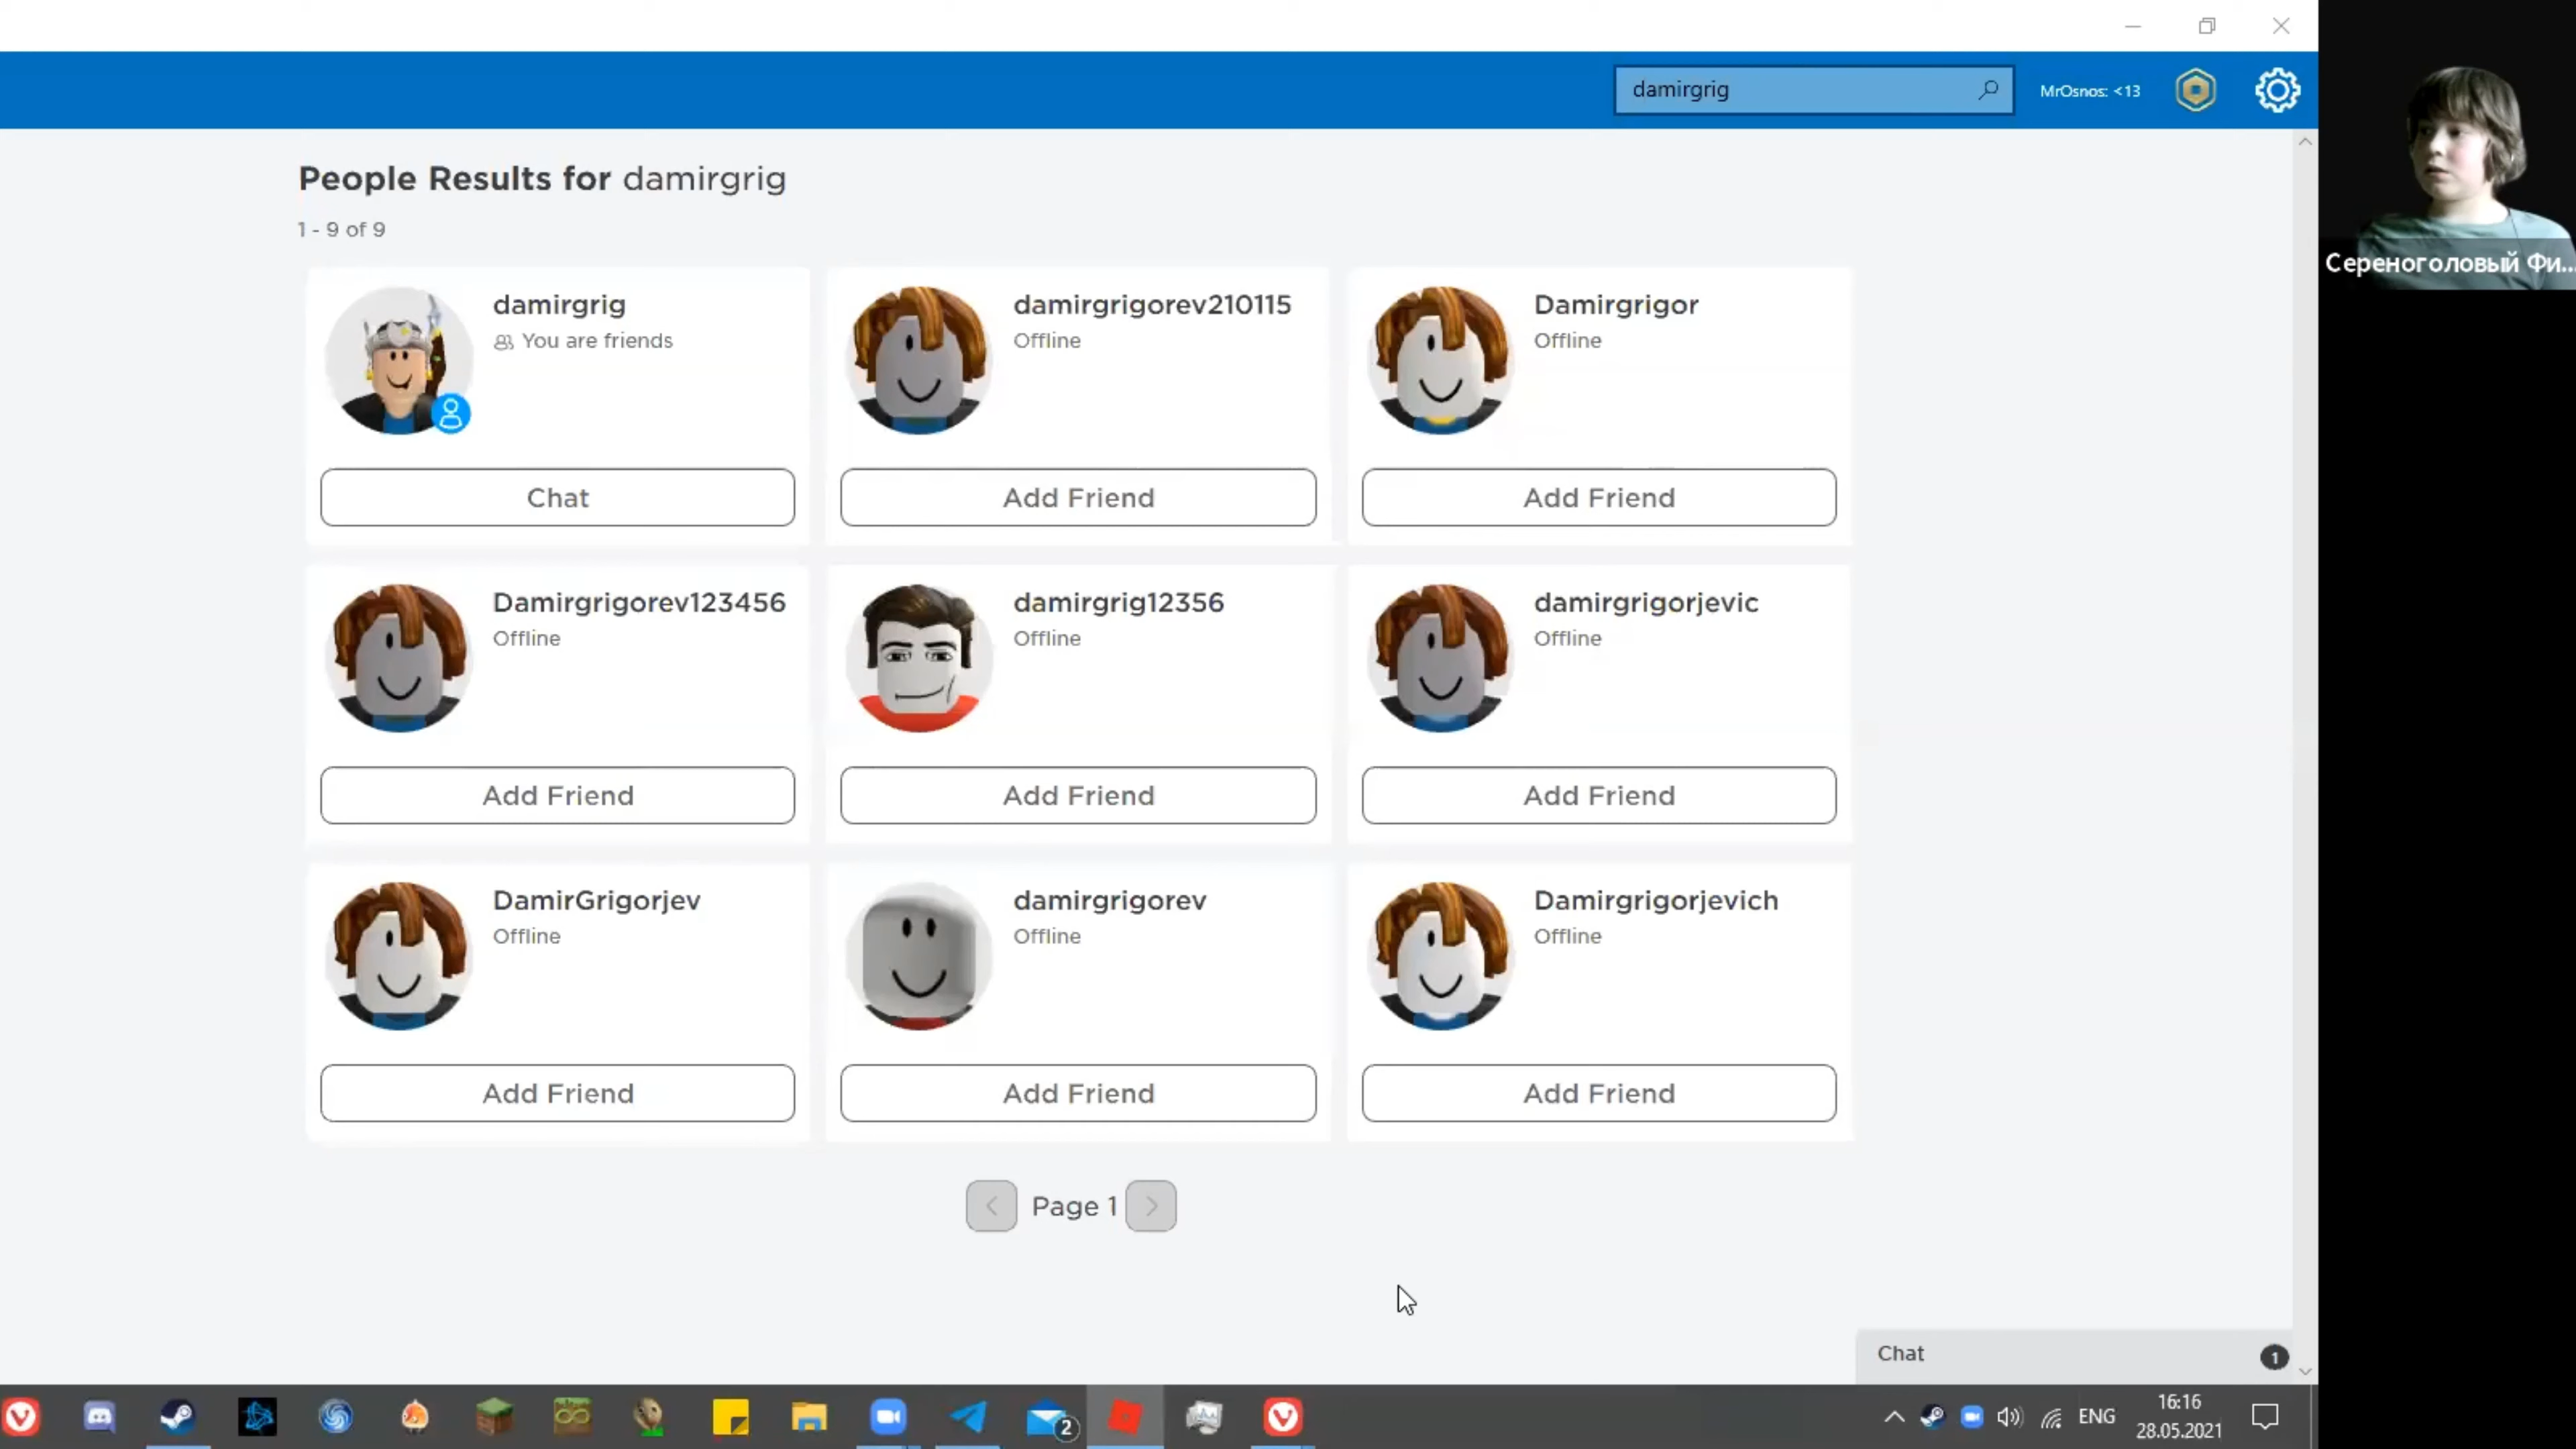 damirgrig
MrOsnos: <13
People Results for damirgrig
1 - 9 of 9
damirgrig
You are friends
Chat
damirgrigorev210115
Offline
Add Friend
Damirgrigor
Offline
Add Friend
Damirgrigorev123456
Offline
Add Friend
damirgrig12356
Offline
Add Friend
damirgrigorjevic
Offline
Add Friend
DamirGrigorjev
Offline
Add Friend
damirgrigorev
Offline
Add Friend
Damirgrigorjevich
Offline
Add Friend
Page 1
Chat
1
Сереноголовый Фи...
2
ENG
16:16
28.05.2021